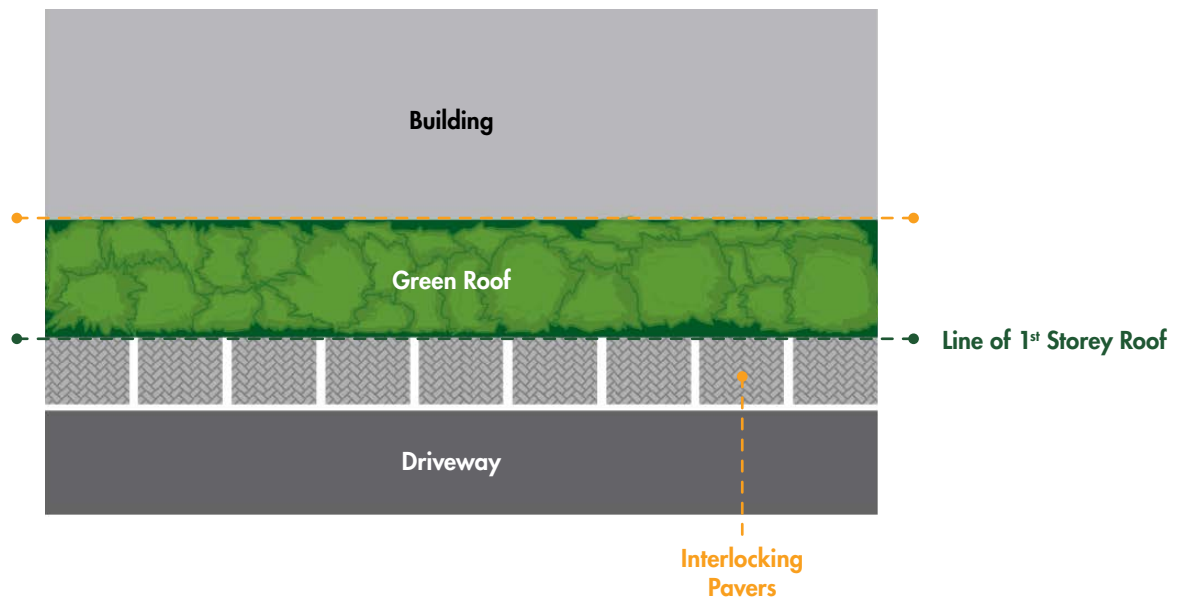 Building
Green Roof
Line of 1st Storey Roof
Driveway
Interlocking
Pavers